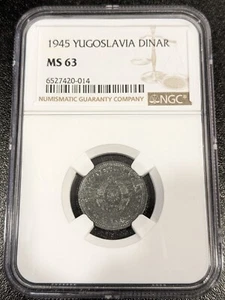 1945 YUGOSLAVIA DINAR
MS 63
6527420-014
NUMISMATIC GUARANTY COMPANY
NGC